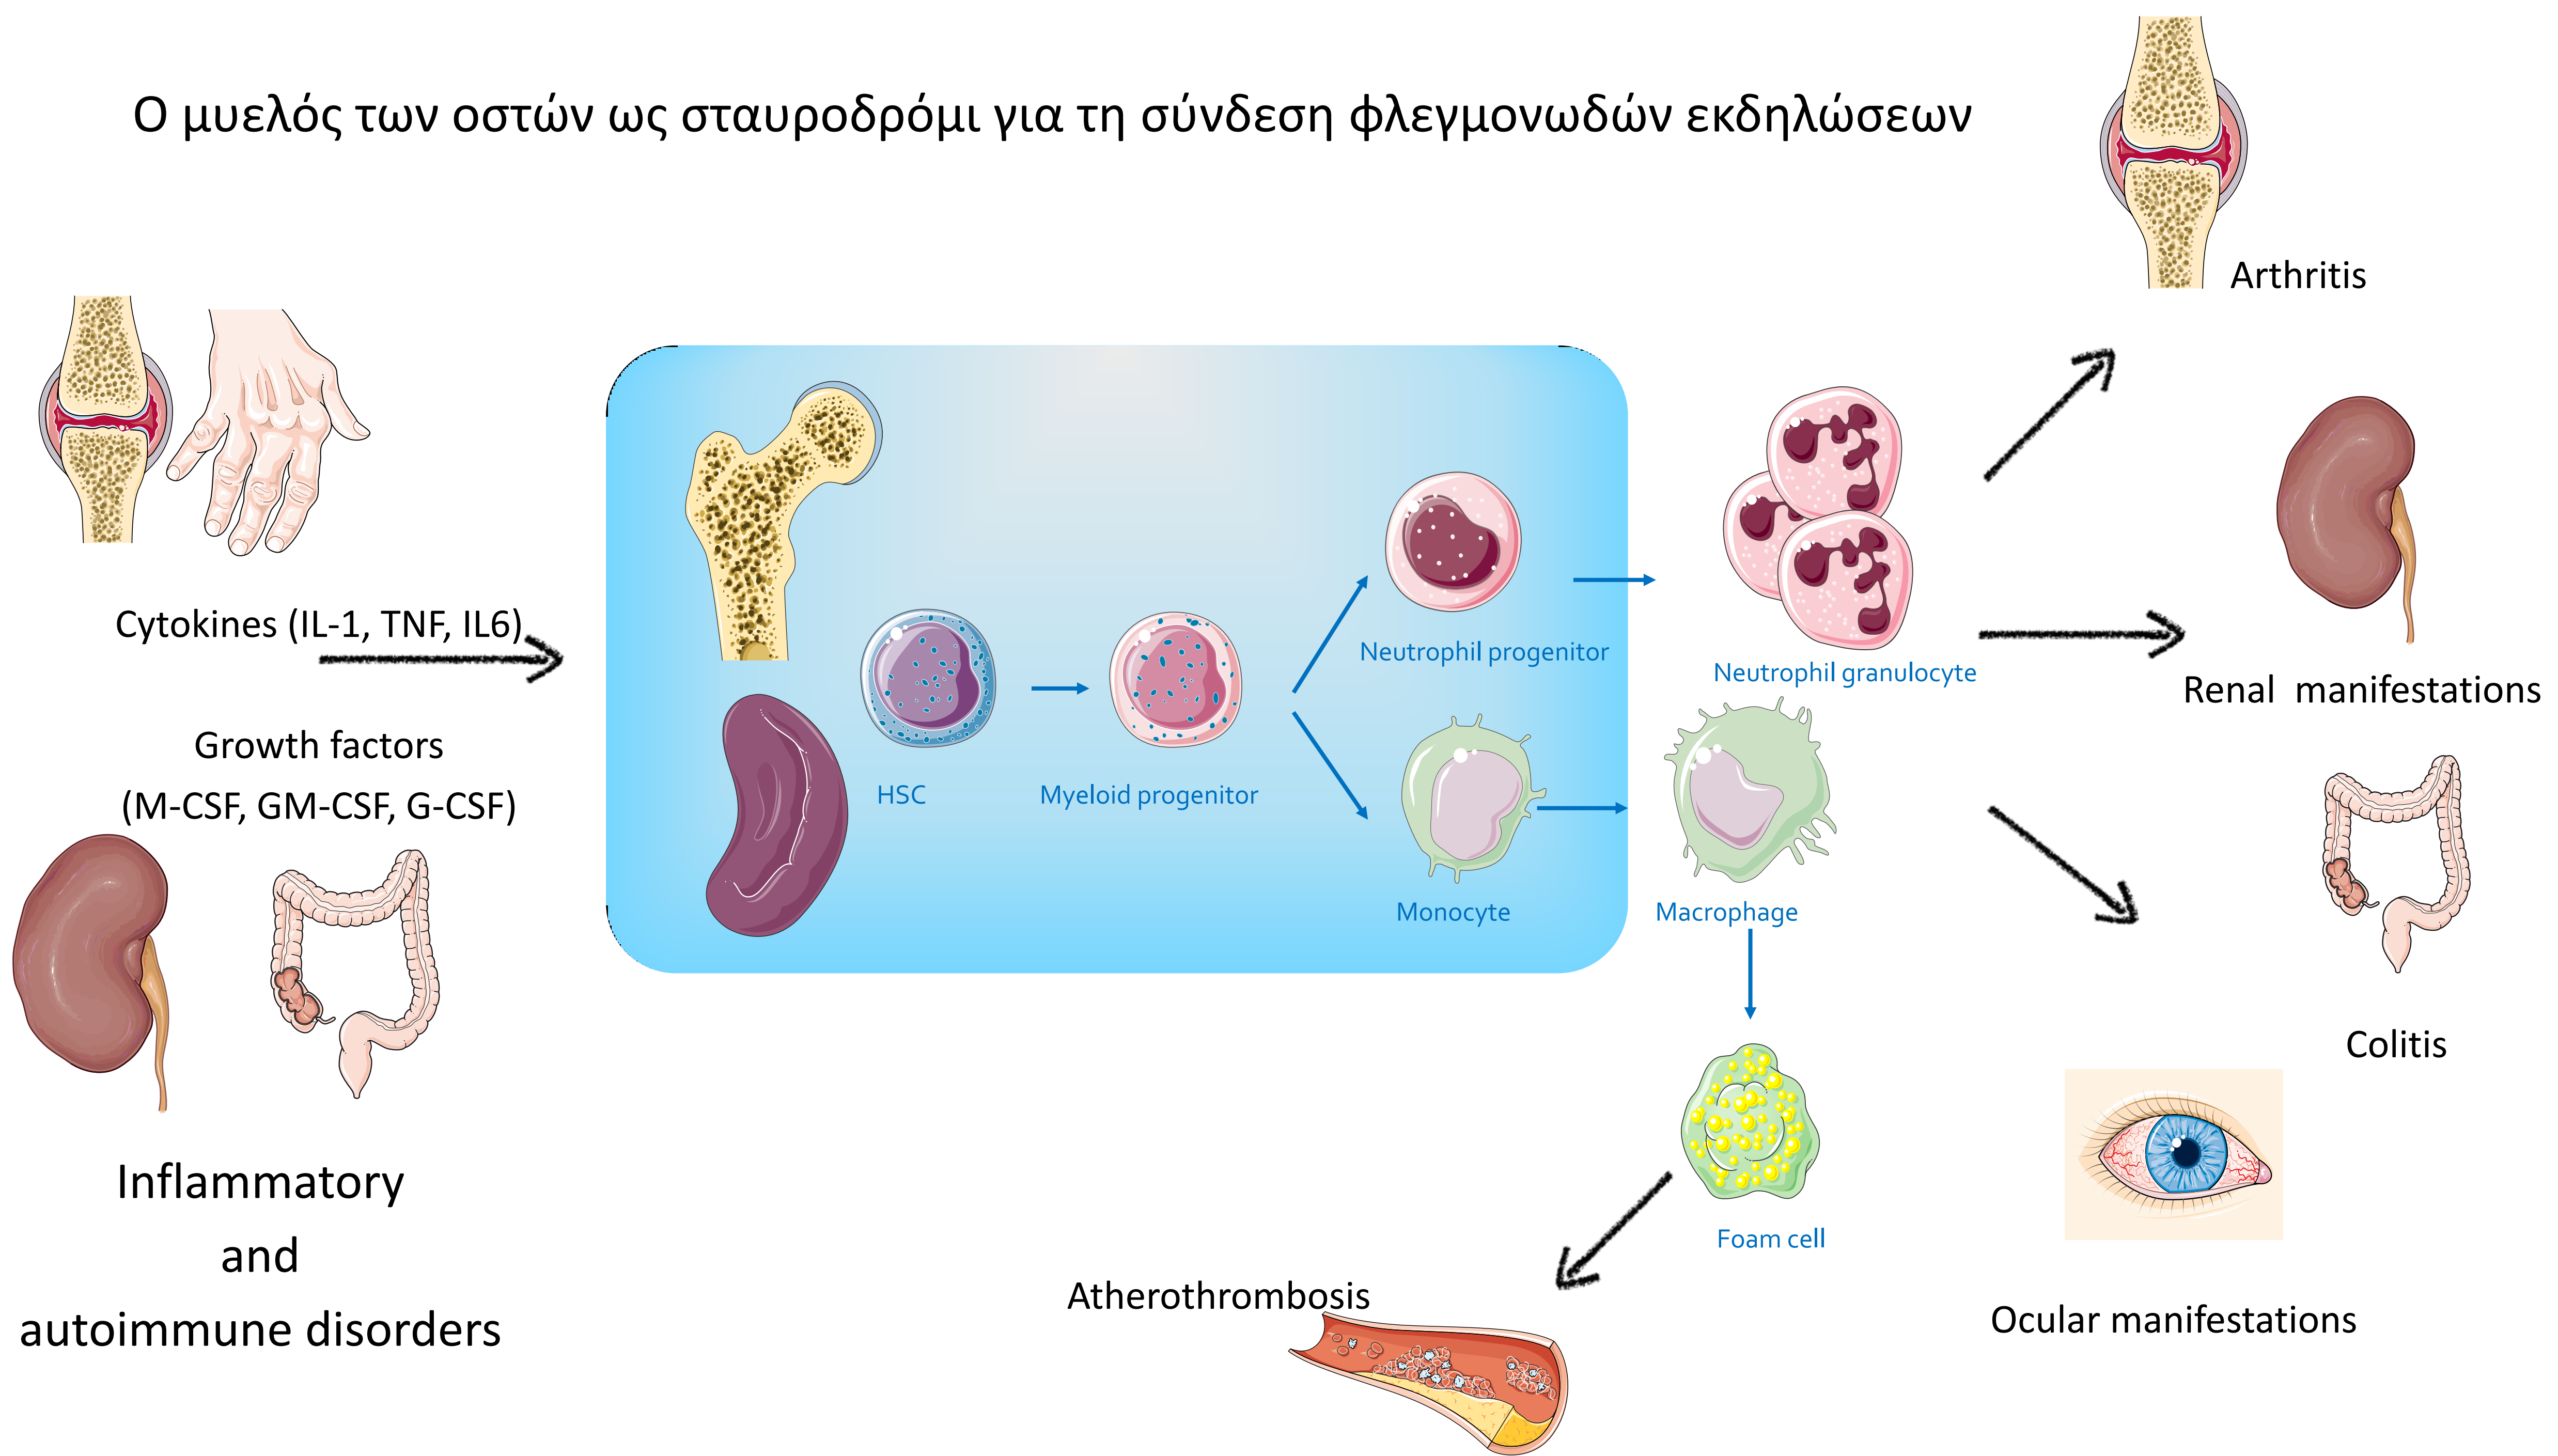 Ο μυελός των οστών ως σταυροδρόμι για τη σύνδεση φλεγμονωδών εκδηλώσεων
Arthritis
Cytokines (IL-1, TNF, IL6)
Growth factors
(M-CSF, GM-CSF, G-CSF)
Inflammatory
and
autoimmune disorders
HSC
Myeloid progenitor
Neutrophil progenitor
Monocyte
Neutrophil granulocyte
Macrophage
Foam cell
Atherothrombosis
Renal  manifestations
Colitis
Ocular manifestations